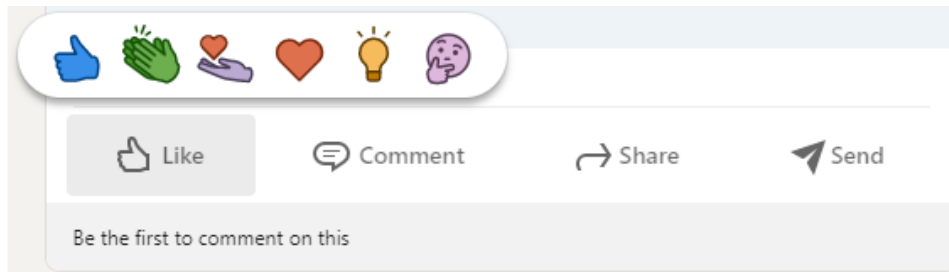 Like Comment Share Send
Be the first to comment on this